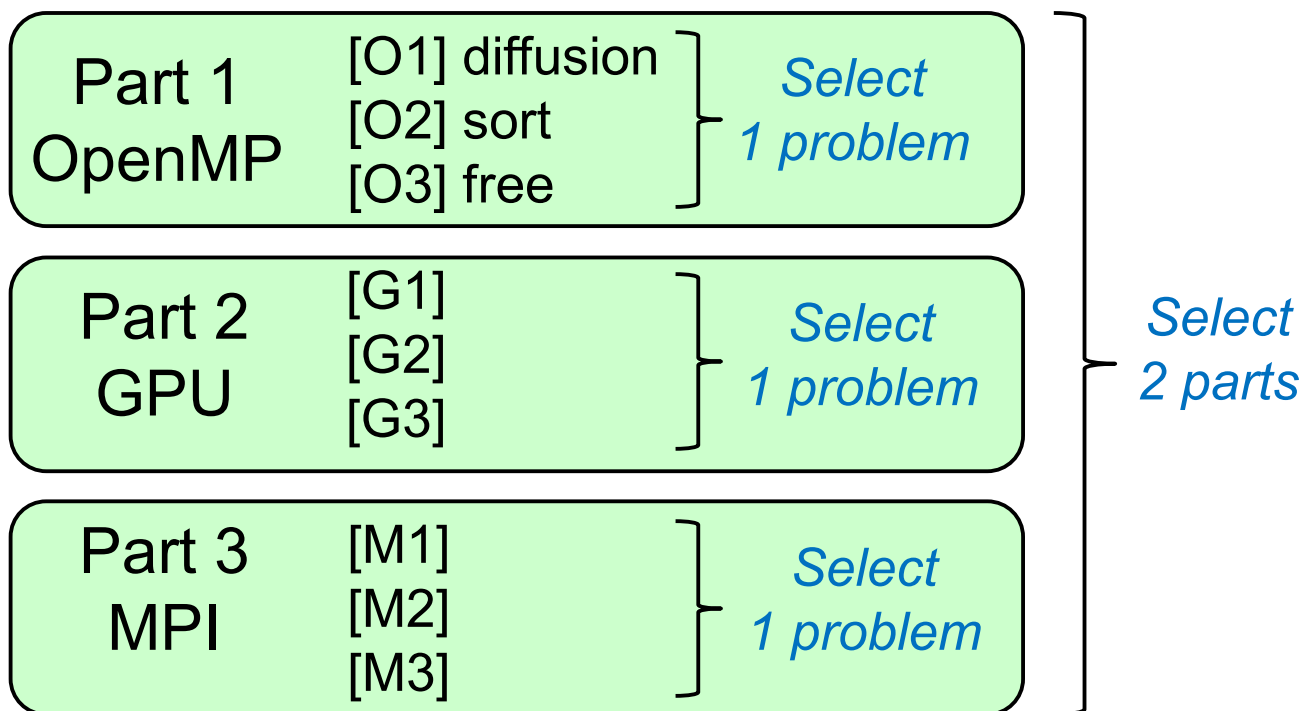 Part 1
OpenMP
[O1] diffusion
[O2] sort
[O3] free
Select
1 problem
Part 2
GPU
[G1]
[G2]
[G3]
Select
1 problem
Part 3
MPI
[M1]
[M2]
[M3]
Select
1 problem
Select
2 parts